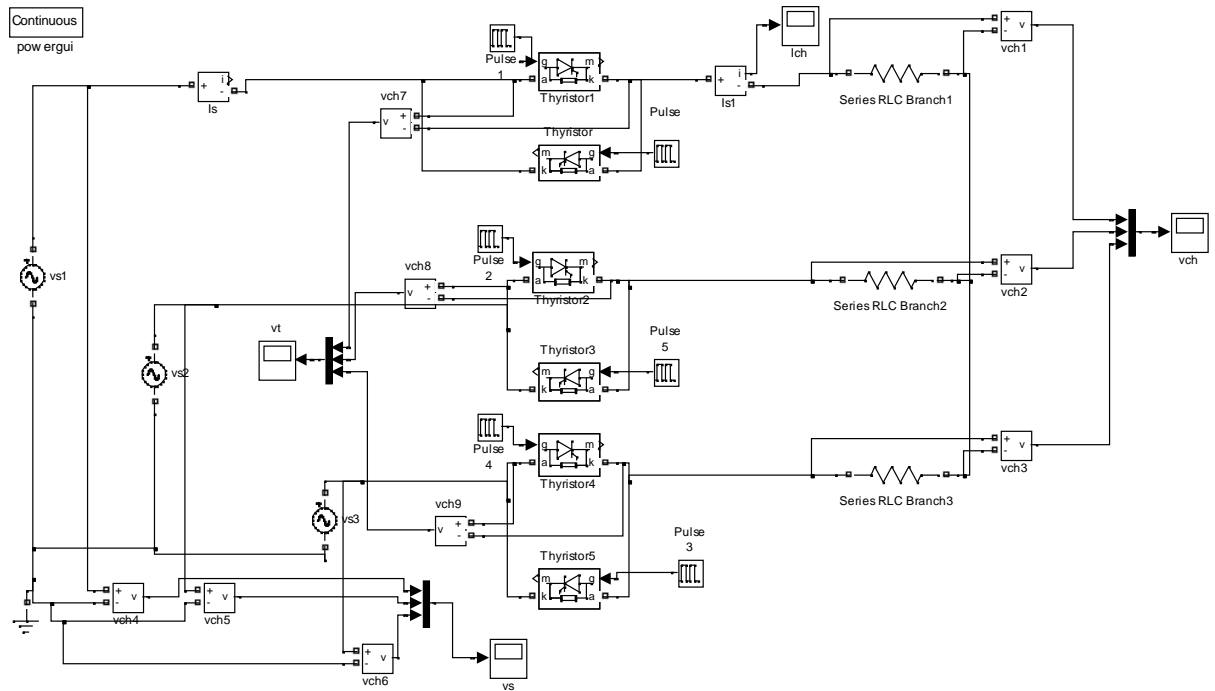 Continuous
pow ergui
Is
i
+
-
Pulse
1
g
m
a
k
Thyristor1
vch7
v
+
-
Thyristor
m
g
k
a
Pulse
Is1
+
i
-
Ich
Series RLC Branch1
+
-
v
vch1
vs1
vs2
vs3
Pulse
2
g
m
a
k
Thyristor2
vch8
v
+
-
vt
Thyristor3
m
g
k
a
Pulse
5
Series RLC Branch2
+
-
v
vch2
vch
Pulse
4
g
m
a
k
Thyristor4
vch9
v
+
-
Thyristor5
m
g
k
a
Pulse
3
Series RLC Branch3
+
-
v
vch3
+
-
v
vch4
+
-
v
vch5
+
-
v
vch6
vs